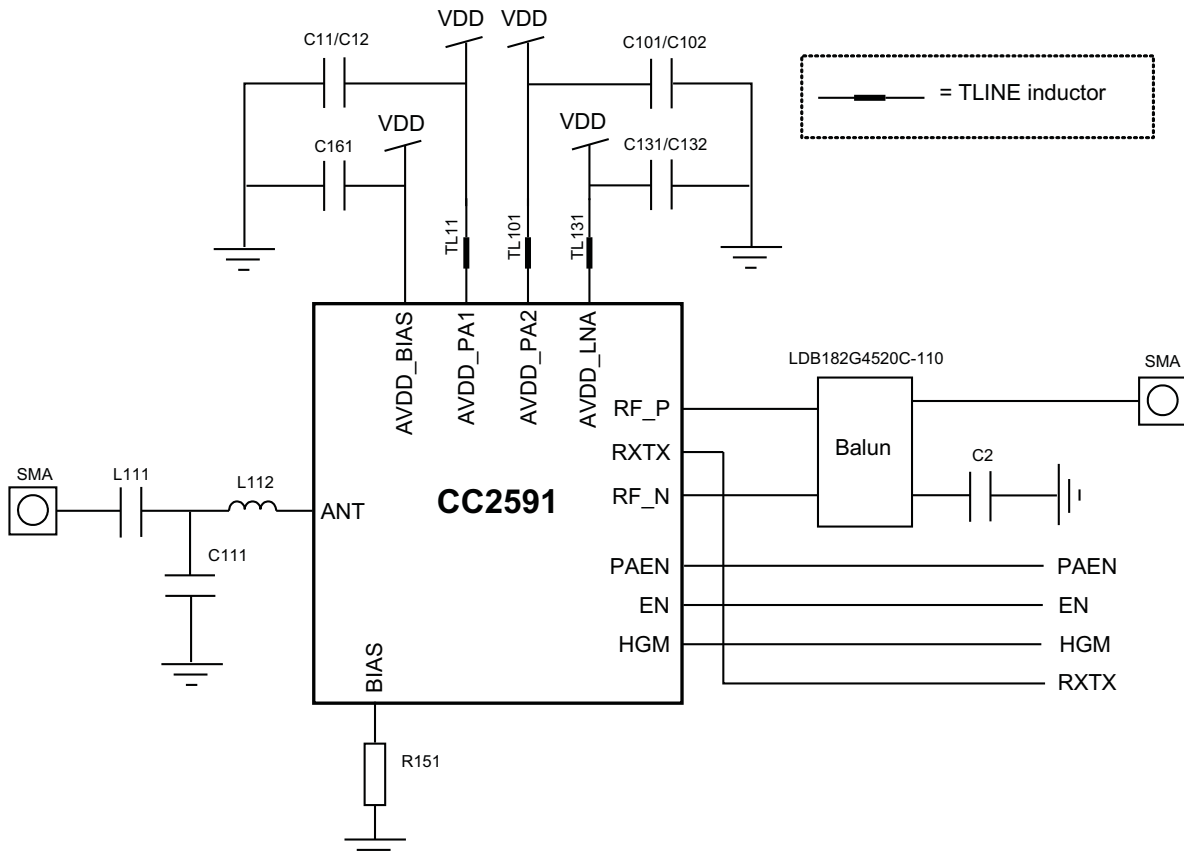 VDD
VDD
C11/C12
C101/C102
= TLINE inductor
VDD
VDD
C161
C131/C132
TL11
TL101
TL131
AVDD_BIAS
AVDD_PA1
AVDD_PA2
AVDD_LNA
LDB182G4520C-110
SMA
RF_P
RXTX
Balun
C2
SMA
L111
L112
ANT
CC2591
RF_N
C111
PAEN
PAEN
EN
EN
HGM
HGM
BIAS
RXTX
R151